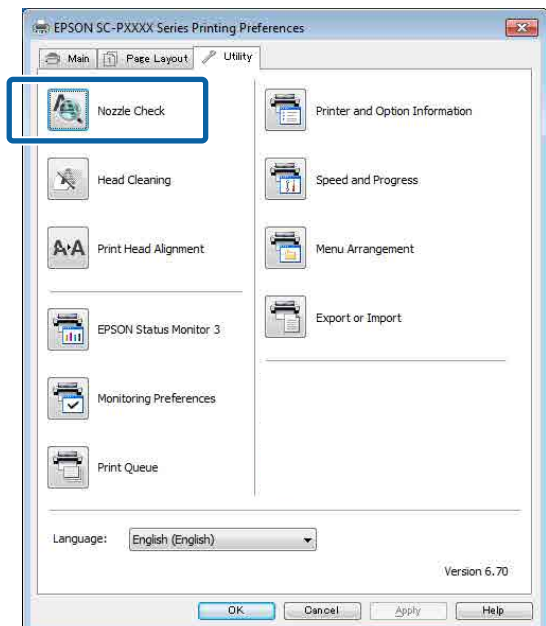 EPSON SC-PXXXX Series Printing Preferences
Main
Page Layout
Utility
Nozzle Check
Head Cleaning
A·A
Print Head Alignment
EPSON Status Monitor 3
Monitoring Preferences
Print Queue
Printer and Option Information
Speed and Progress
Menu Arrangement
Export or Import
Language:
English (English)
Version 6.70
OK
Cancel
Apply
Help